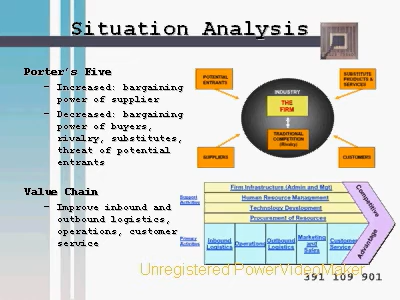 Situation Analysis
Porter's Five
– Increased: bargaining
power of supplier
– Decreased: bargaining
power of buyers,
rivalry, substitutes,
threat of potential
entrants
Value Chain
– Improve inbound and
outbound logistics,
operations, customer
service
POTENTIAL
ENTRANTS
SUBSTITUTE
PRODUCTS &
SERVICES
INDUSTRY
THE
FIRM
TRADITIONAL
COMPETITION
(Rivalry)
SUPPLIERS
CUSTOMERS
Support
Activities
Firm Infrastructure (Admin and Mgt)
Human Resource Management
Technology Development
Procurement of Resources
Competitive
Advantage
Primary
Activities
Inbound
Logistics
Operations
Outbound
Logistics
Marketing
and
Sales
Customer
Service
Unregistered PowerVideoMaker
391 109 901